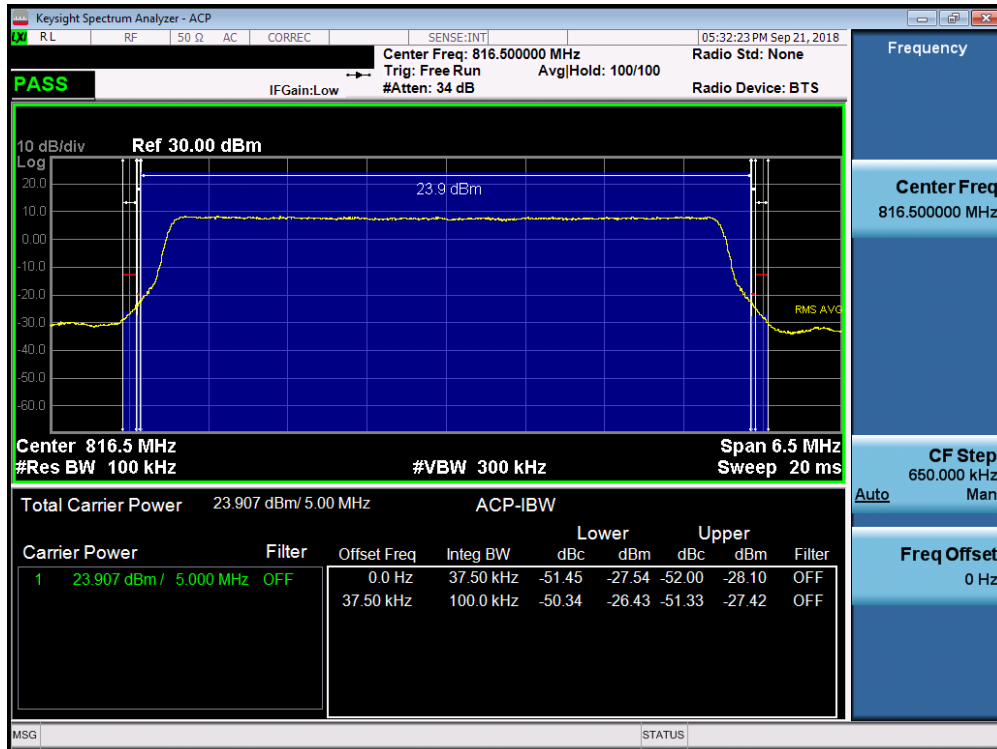 Keysight Spectrum Analyzer - ACP
LXI RL RF 50 Ω AC CORREC SENSE:INT 05:32:23 PM Sep 21, 2018
Center Freq: 816.500000 MHz Radio Std: None
Trig: Free Run Avg|Hold: 100/100
PASS IFGain:Low #Atten: 34 dB Radio Device: BTS
Frequency
10 dB/div Ref 30.00 dBm
Log
20.0
10.0
0.00
-10.0
-20.0
-30.0
-40.0
-50.0
-60.0
23.9 dBm
RMS AVG
Center 816.5 MHz Span 6.5 MHz
#Res BW 100 kHz #VBW 300 kHz Sweep 20 ms
Total Carrier Power 23.907 dBm/ 5.00 MHz ACP-IBW
Lower Upper
Carrier Power Filter Offset Freq Integ BW dBc dBm dBc dBm Filter
1 23.907 dBm / 5.000 MHz OFF 0.0 Hz 37.50 kHz -51.45 -27.54 -52.00 -28.10 OFF
37.50 kHz 100.0 kHz -50.34 -26.43 -51.33 -27.42 OFF
Center Freq
816.500000 MHz
CF Step
650.000 kHz
Auto Man
Freq Offset
0 Hz
MSG STATUS